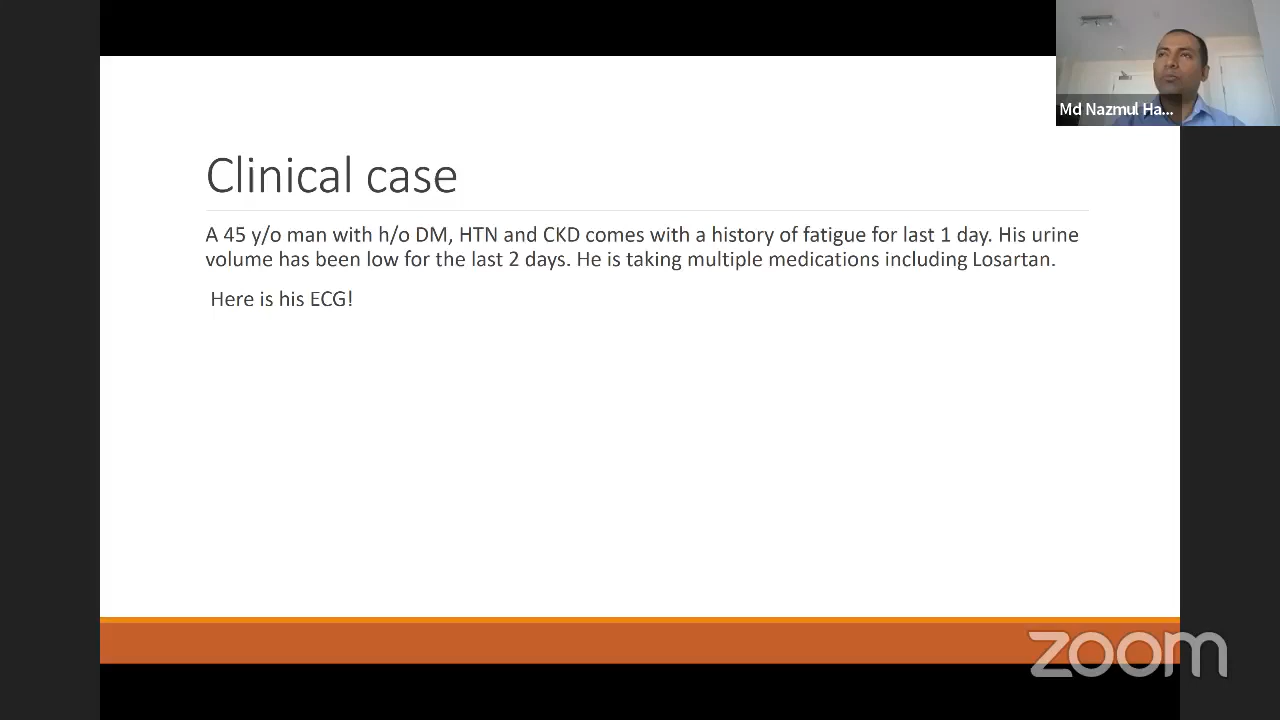 Md Nazmul Ha...
Clinical case
A 45 y/o man with h/o DM, HTN and CKD comes with a history of fatigue for last 1 day. His urine
volume has been low for the last 2 days. He is taking multiple medications including Losartan.
Here is his ECG!
zoom